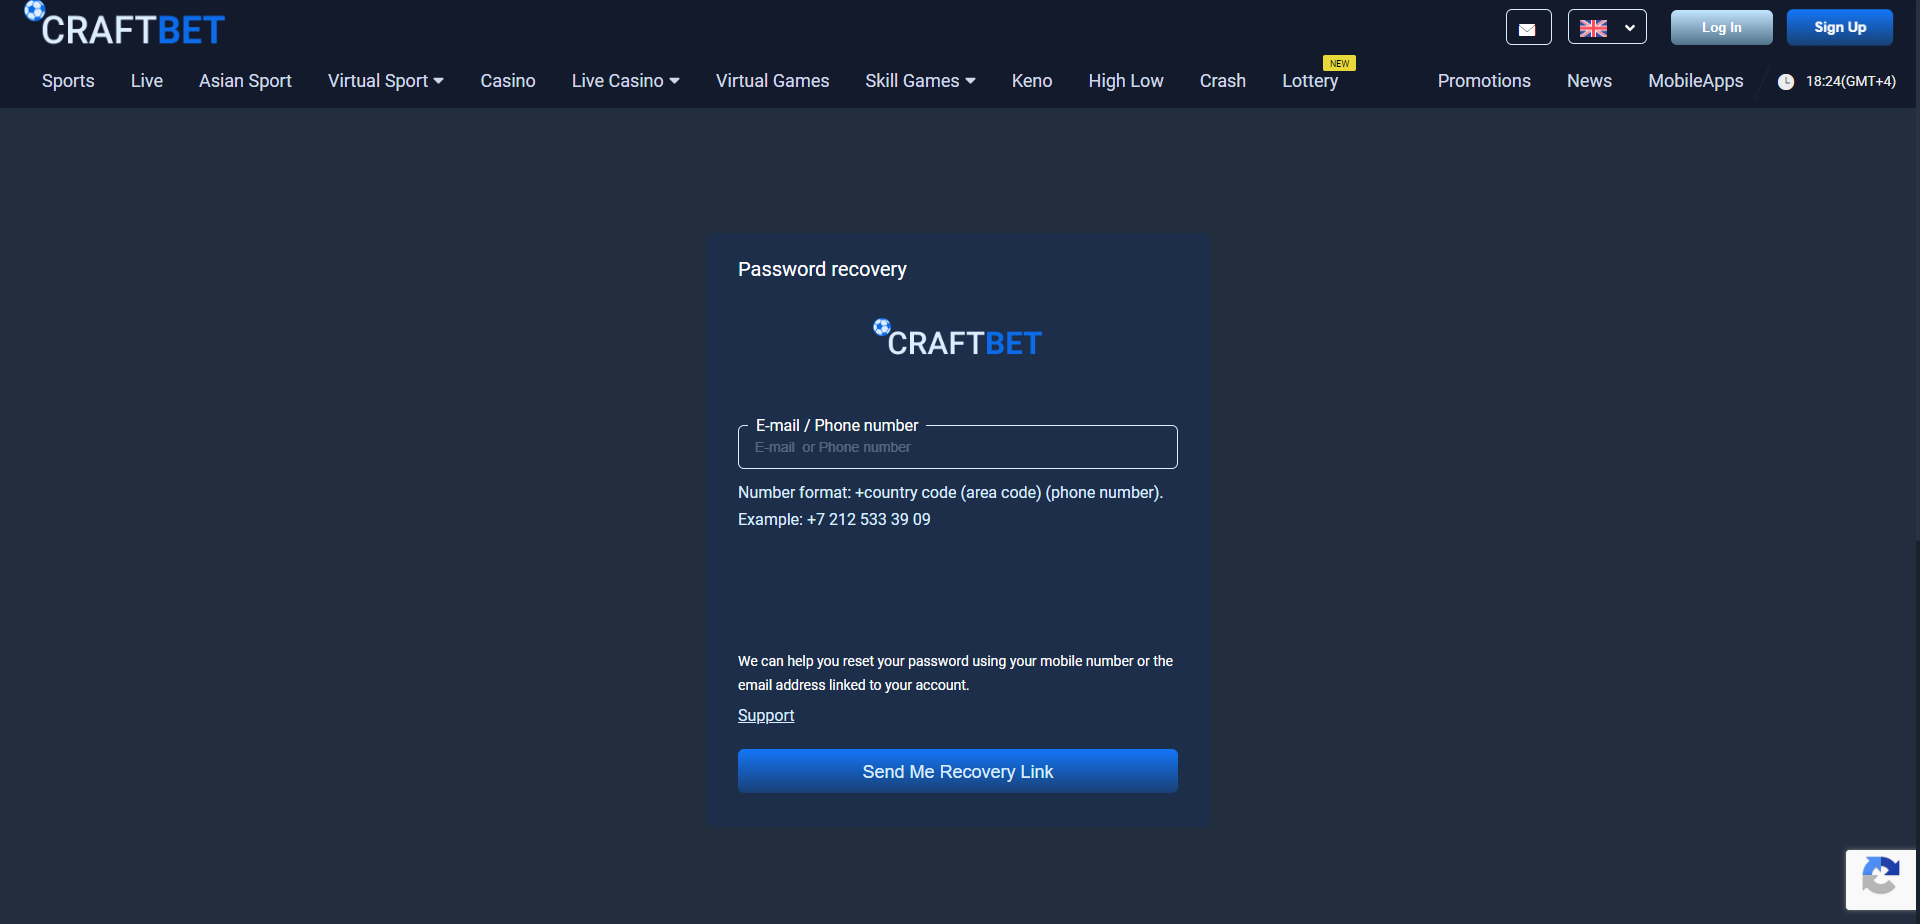 CRAFTBET
Log In
Sign Up
Sports Live Asian Sport Virtual Sport Casino Live Casino Virtual Games Skill Games Keno High Low Crash Lottery NEW Promotions News MobileApps 18:24(GMT+4)
Password recovery
CRAFTBET
E-mail / Phone number
E-mail or Phone number
Number format: +country code (area code) (phone number).
Example: +7 212 533 39 09
We can help you reset your password using your mobile number or the
email address linked to your account.
Support
Send Me Recovery Link